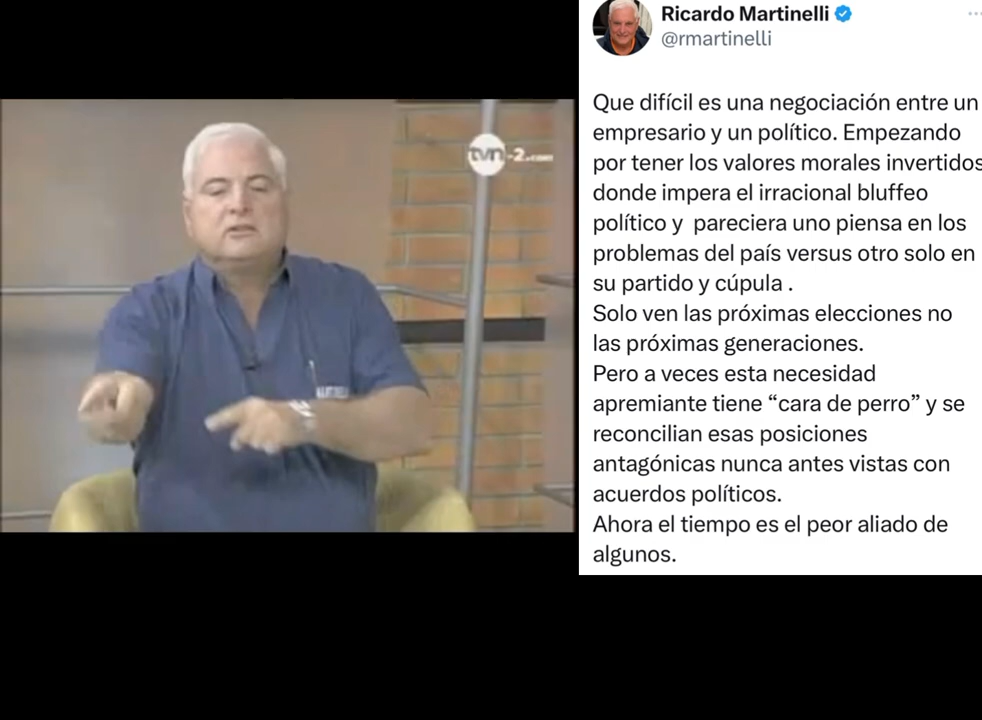 tvn-2.com
Ricardo Martinelli
@rmartinelli
Que difícil es una negociación entre un
empresario y un político. Empezando
por tener los valores morales invertidos
donde impera el irracional bluffeo
político y  pareciera uno piensa en los
problemas del país versus otro solo en
su partido y cúpula .
Solo ven las próximas elecciones no
las próximas generaciones.
Pero a veces esta necesidad
apremiante tiene “cara de perro” y se
reconcilian esas posiciones
antagónicas nunca antes vistas con
acuerdos políticos.
Ahora el tiempo es el peor aliado de
algunos.